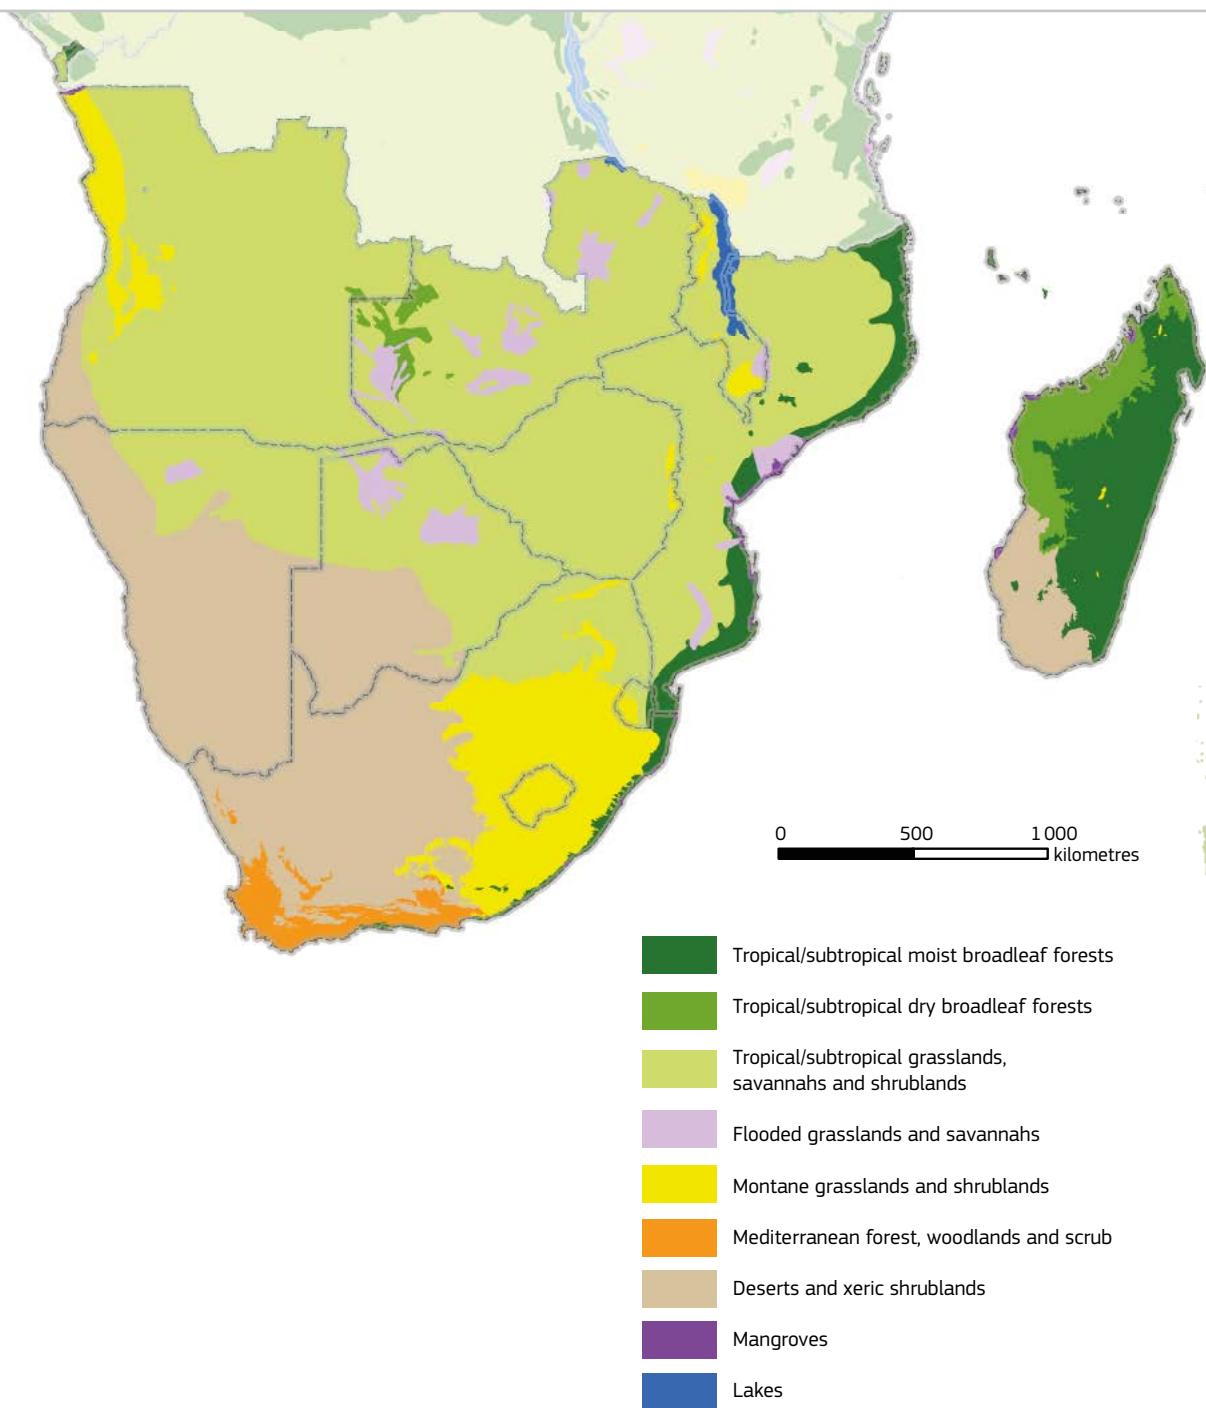 0 500 1 000
kilometres
Tropical/subtropical moist broadleaf forests
Tropical/subtropical dry broadleaf forests
Tropical/subtropical grasslands,
savannahs and shrublands
Flooded grasslands and savannahs
Montane grasslands and shrublands
Mediterranean forest, woodlands and scrub
Deserts and xeric shrublands
Mangroves
Lakes